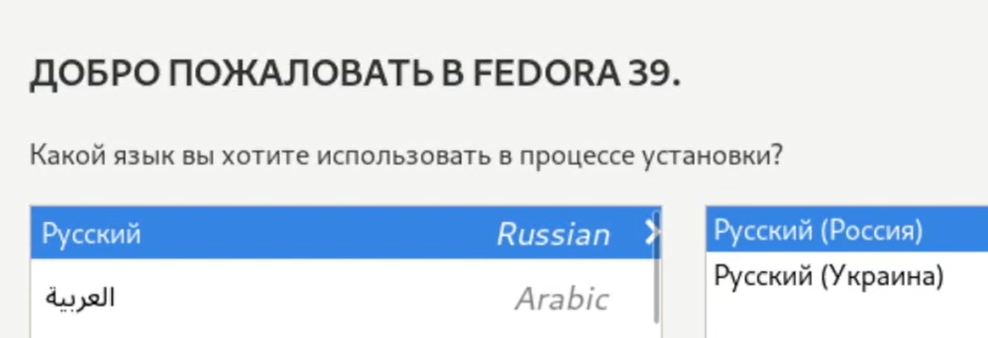 ДОБРО ПОЖАЛОВАТЬ В FEDORA 39.
Какой язык вы хотите использовать в процессе установки?
Русский Russian
العربية Arabic
Русский (Россия)
Русский (Украина)